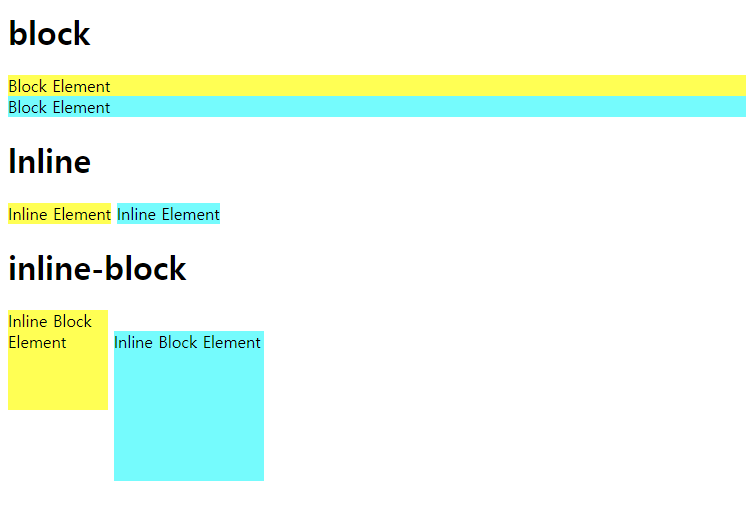 block
Block Element
Block Element
Inline
Inline Element Inline Element
inline-block
Inline Block
Element
Inline Block Element